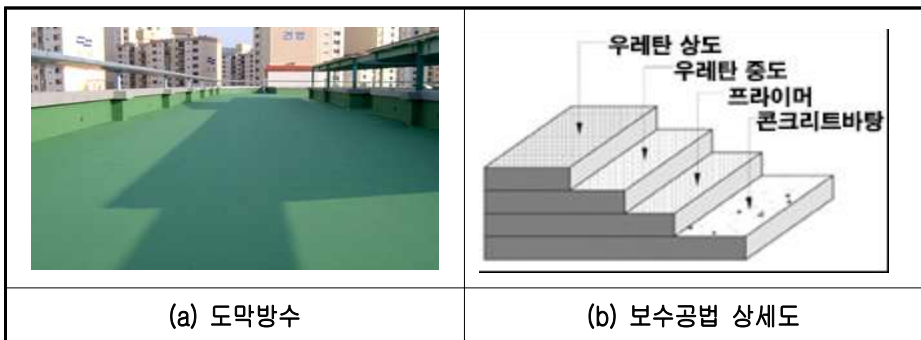 우레탄 상도
우레탄 중도
프라이머
콘크리트바탕
(a) 도막방수
(b) 보수공법 상세도